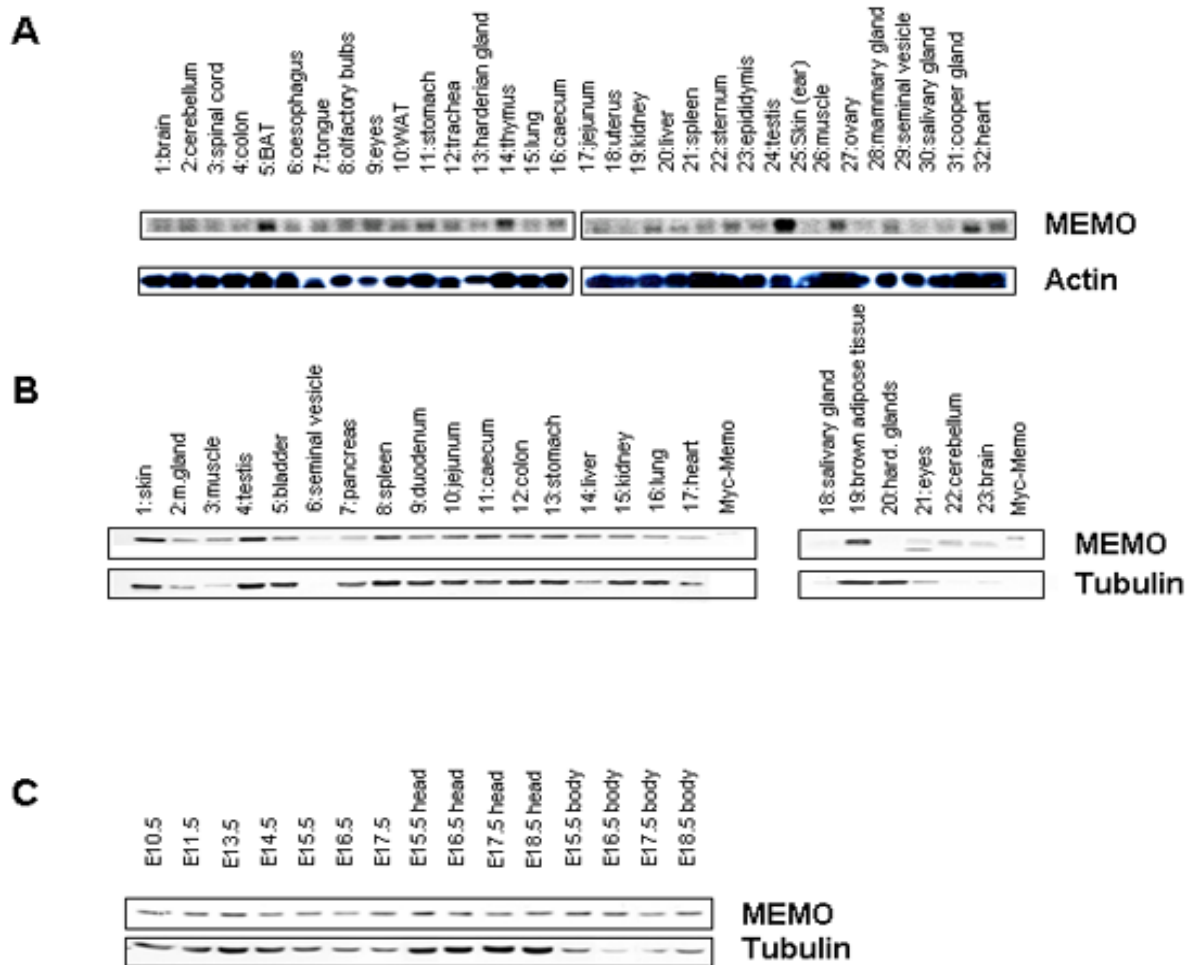 A
1:brain
2:cerebellum
3:spinal cord
4:colon
5:BAT
6:oesophagus
7:tongue
8:olfactory bulbs
9:eyes
10:WAT
11:stomach
12:trachea
13:harderian gland
14:thymus
15:lung
16:caecum
17:jejunum
18:uterus
19:kidney
20:liver
21:spleen
22:sternum
23:epididymis
24:testis
25:Skin (ear)
26:muscle
27:ovary
28:mammary gland
29:seminal vesicle
30:salivary gland
31:cooper gland
32:heart
MEMO
Actin
B
1:skin
2:m.gland
3:muscle
4:testis
5:bladder
6:seminal vesicle
7:pancreas
8:spleen
9:duodenum
10:jejunum
11:caecum
12:colon
13:stomach
14:liver
15:kidney
16:lung
17:heart
Myc-Memo
18:salivary gland
19:brown adipose tissue
20:hard. glands
21:eyes
22:cerebellum
23:brain
Myc-Memo
MEMO
Tubulin
C
E10.5
E11.5
E13.5
E14.5
E15.5
E16.5
E17.5
E15.5 head
E16.5 head
E17.5 head
E18.5 head
E15.5 body
E16.5 body
E17.5 body
E18.5 body
MEMO
Tubulin